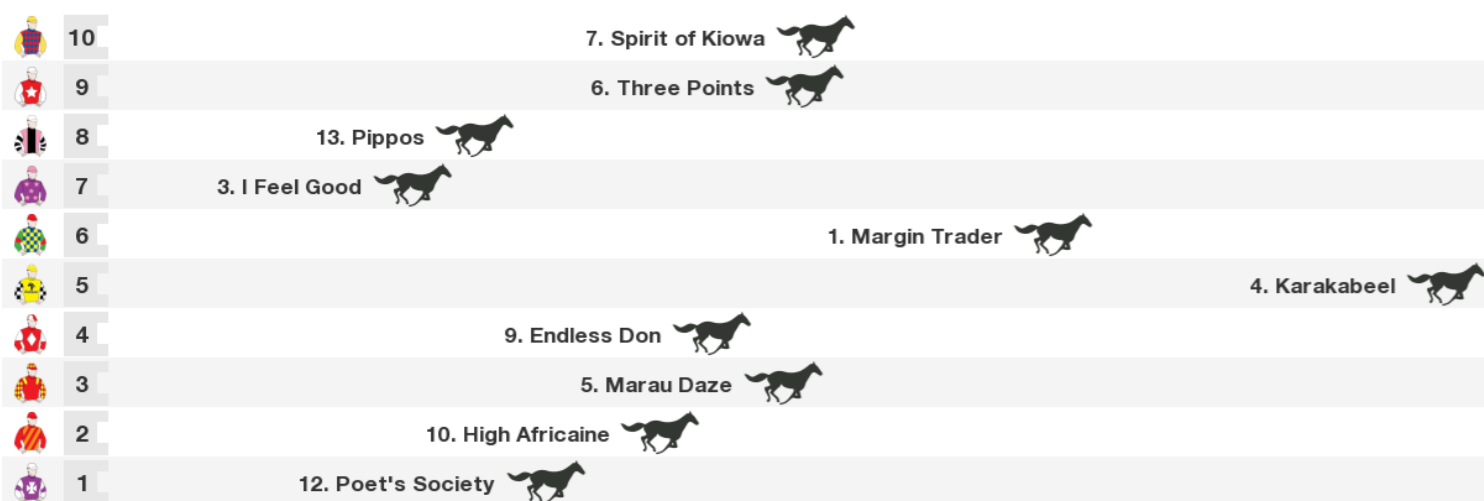 10 7. Spirit of Kiowa
9 6. Three Points
8 13. Pippos
7 3. I Feel Good
6 1. Margin Trader
5 4. Karakabeel
4 9. Endless Don
3 5. Marau Daze
2 10. High Africaine
1 12. Poet's Society